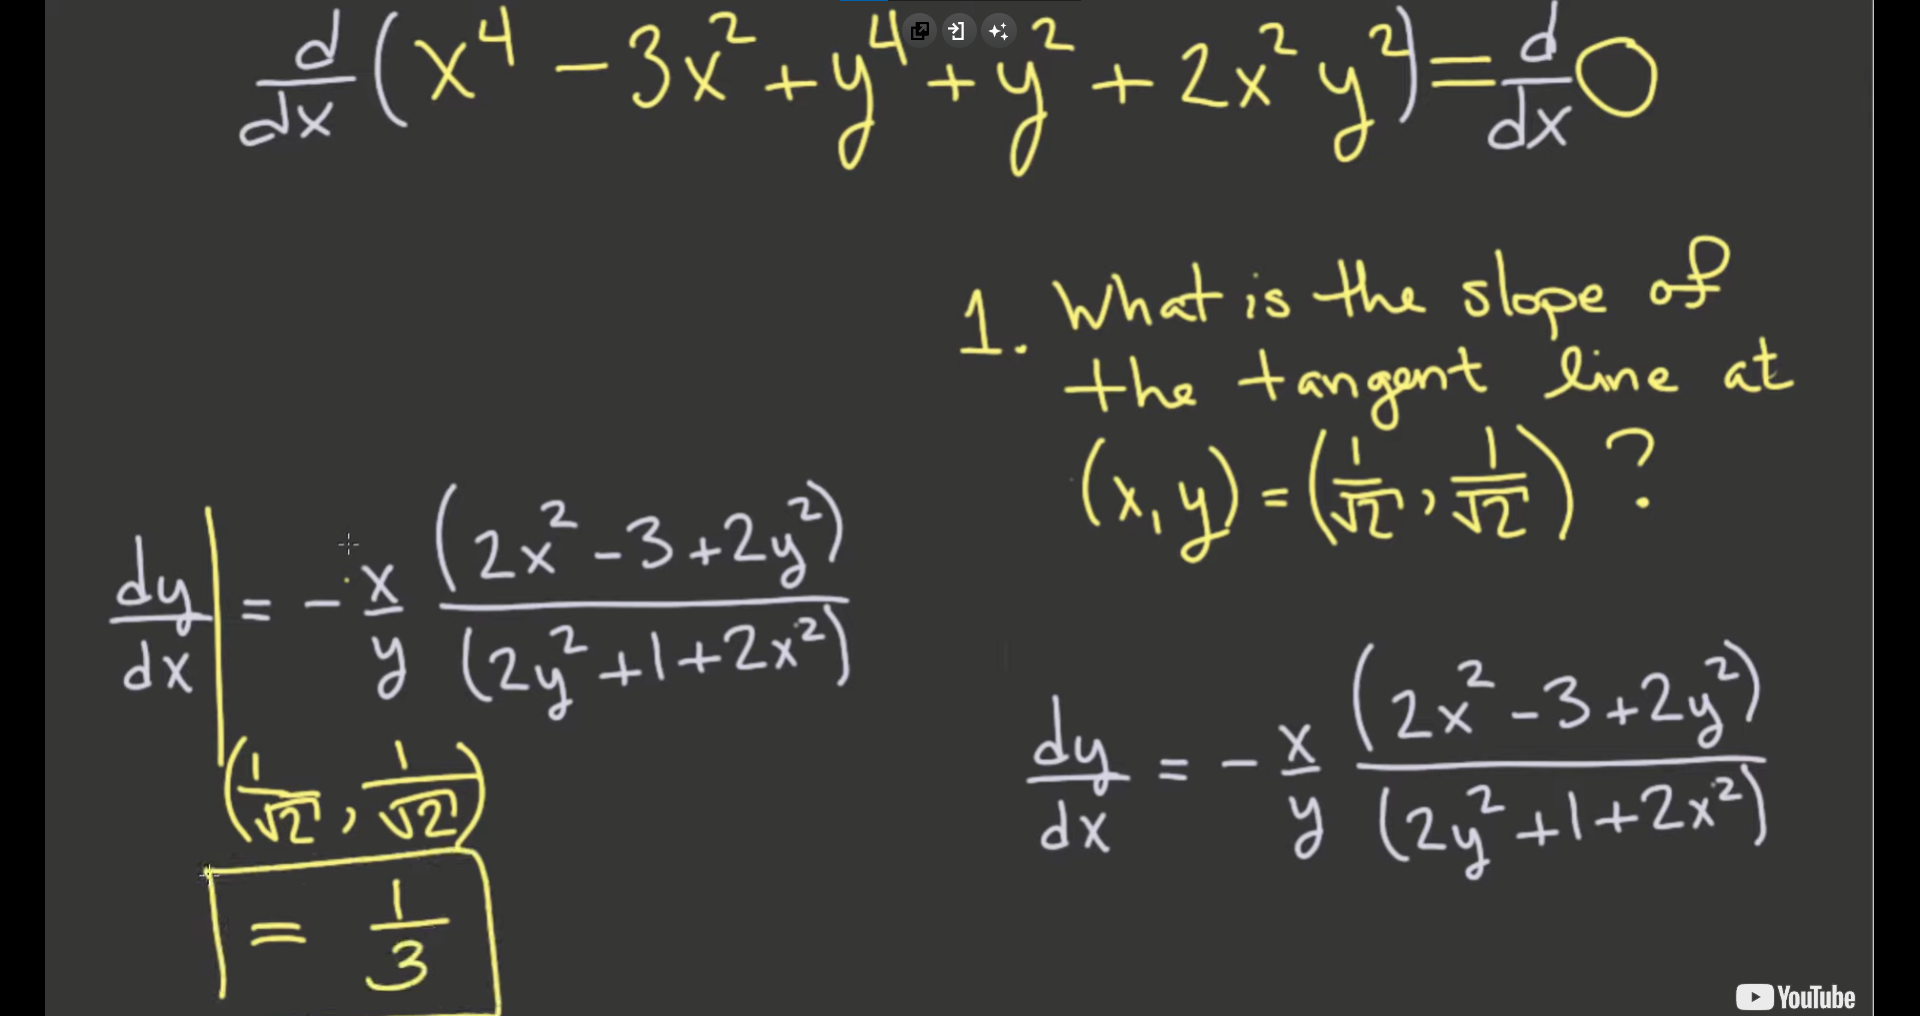 d/dx (x⁴ - 3x² + y⁴ + y² + 2x² y²) = d/dx 0
1. What is the slope of
the tangent line at
(x, y) = (1/√2, 1/√2) ?
dy/dx | = - x/y (2x² - 3 + 2y²)/(2y² + 1 + 2x²)
(1/√2, 1/√2)
= 1/3
dy/dx = - x/y (2x² - 3 + 2y²)/(2y² + 1 + 2x²)
YouTube